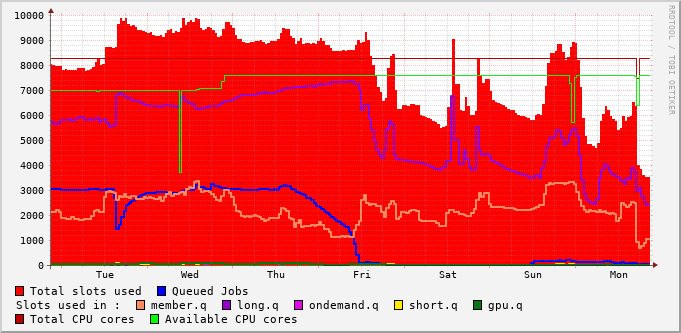 10000
9000
8000
7000
6000
5000
4000
3000
2000
1000
0
Tue Wed Thu Fri Sat Sun Mon
RRDTOOL / TOBI OETIKER
Total slots used Queued Jobs
Slots used in : member.q long.q ondemand.q short.q gpu.q
Total CPU cores Available CPU cores